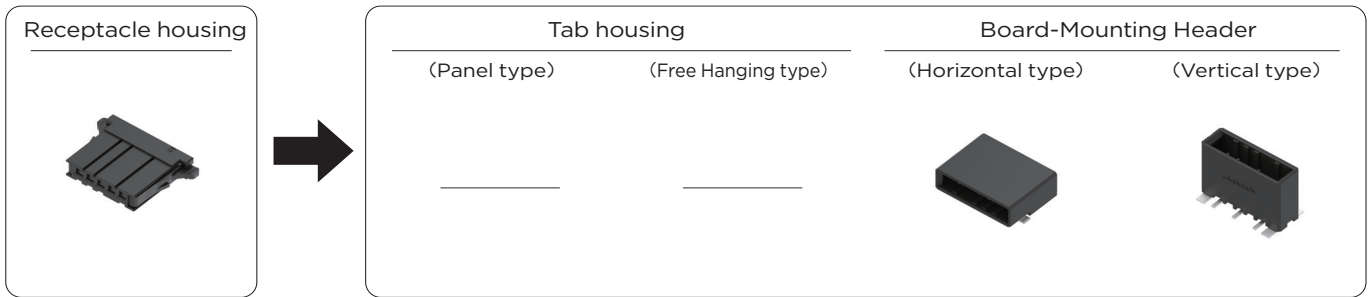 Receptacle housing
Tab housing
Board-Mounting Header
(Panel type)
(Free Hanging type)
(Horizontal type)
(Vertical type)